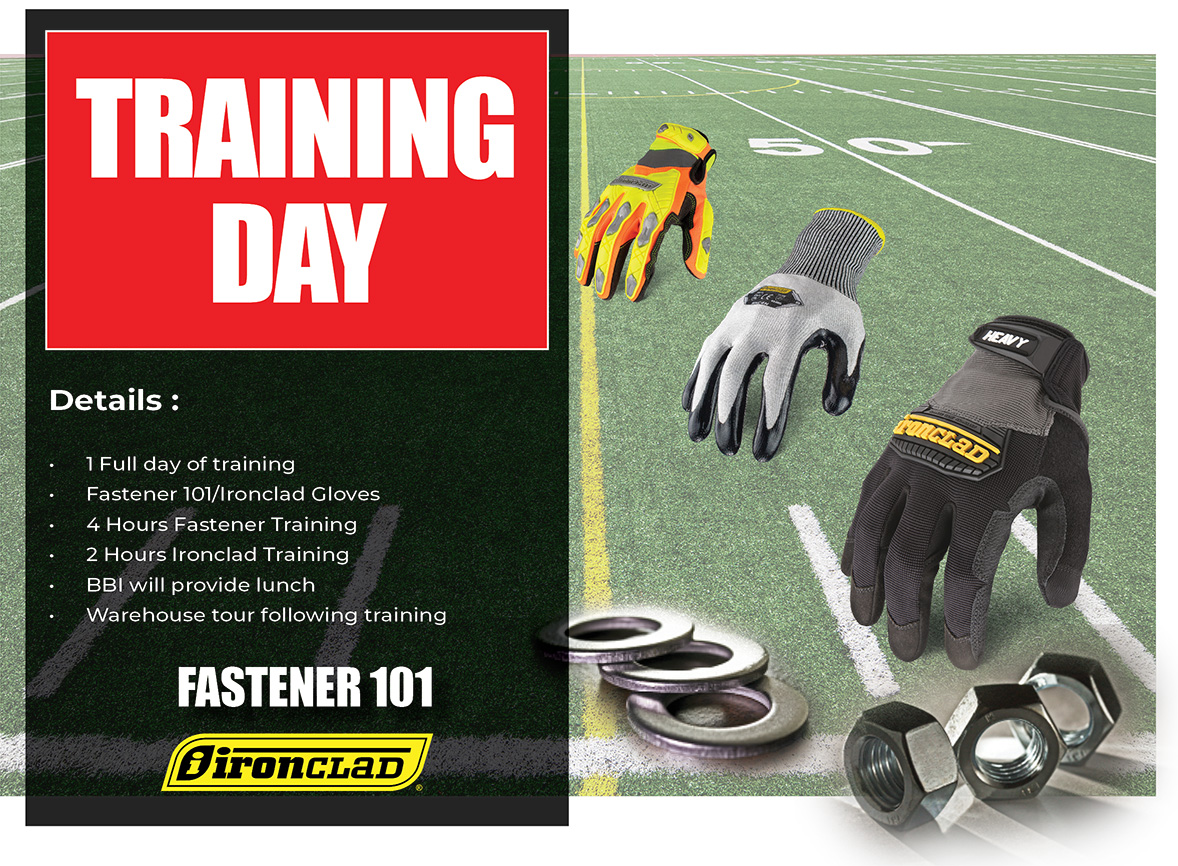 TRAINING
DAY
Details :
• 1 Full day of training
• Fastener 101/Ironclad Gloves
• 4 Hours Fastener Training
• 2 Hours Ironclad Training
• BBI will provide lunch
• Warehouse tour following training
FASTENER 101
ironCLAD®
50
IRONCLAD
HEAVY
ironCLAD